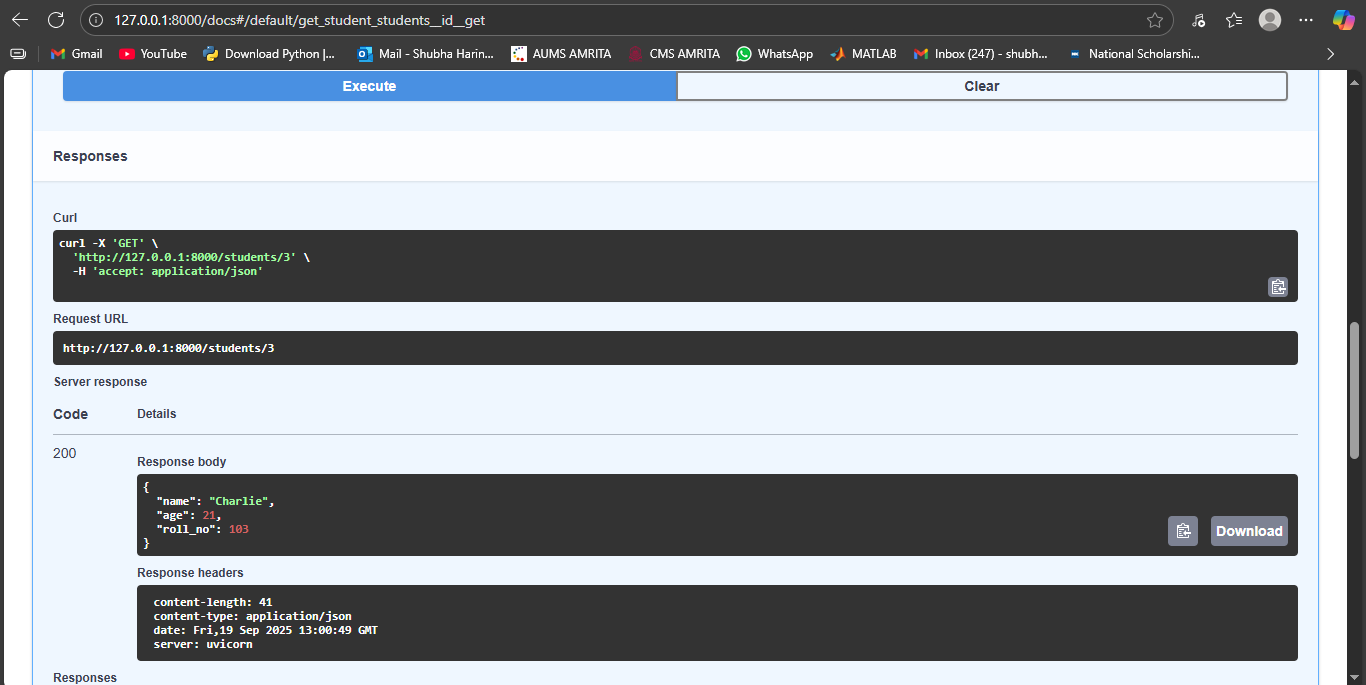 127.0.0.1:8000/docs#/default/get_student_students__id__get
Gmail YouTube Download Python |... Mail - Shubha Harin... AUMS AMRITA CMS AMRITA WhatsApp MATLAB Inbox (247) - shubh... National Scholarshi...
Execute Clear
Responses
Curl
curl -X 'GET' \
'http://127.0.0.1:8000/students/3' \
-H 'accept: application/json'
Request URL
http://127.0.0.1:8000/students/3
Server response
Code Details
200
Response body
{
"name": "Charlie",
"age": 21,
"roll_no": 103
}
Download
Response headers
content-length: 41
content-type: application/json
date: Fri,19 Sep 2025 13:00:49 GMT
server: uvicorn
Responses